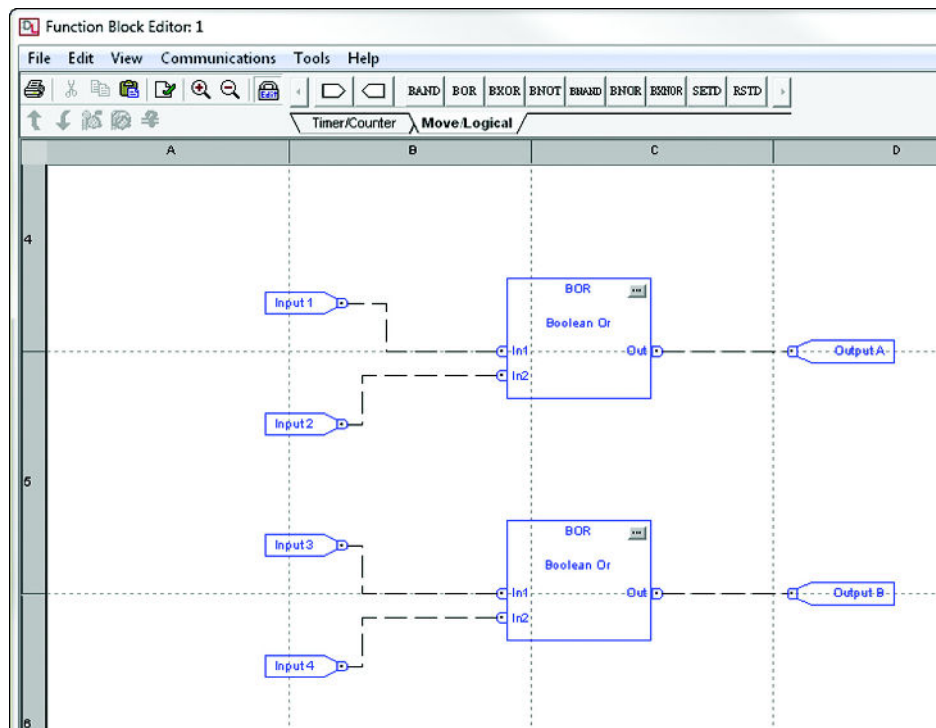 DL Function Block Editor: 1
File Edit View Communications Tools Help
Edit BAND BOR BXOR BNOT BNAND BNOR BXNOR SETD RSTD
Timer/Counter Move/Logical
A B C D
4
BOR
Input 1
Boolean Or
In1 Out Output A
In2
Input 2
5
BOR
Input 3
Boolean Or
In1 Out Output B
In2
Input 4
6